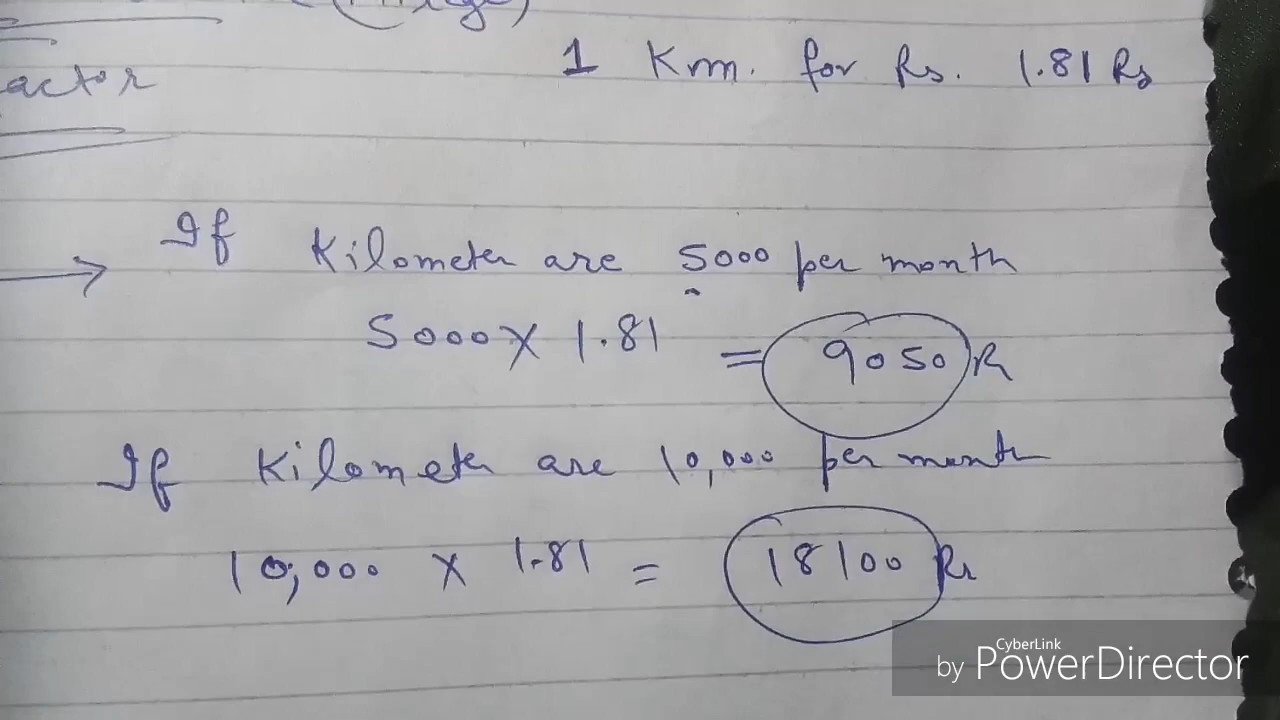 1 Km. for Rs. 1.81 Rs
actor
If Kilometer are 5000 per month
5000 X 1.81 = 9050 R
If Kilometer are 10,000 per month
10,000 X 1.81 = 18100 Rs
CyberLink
by PowerDirector